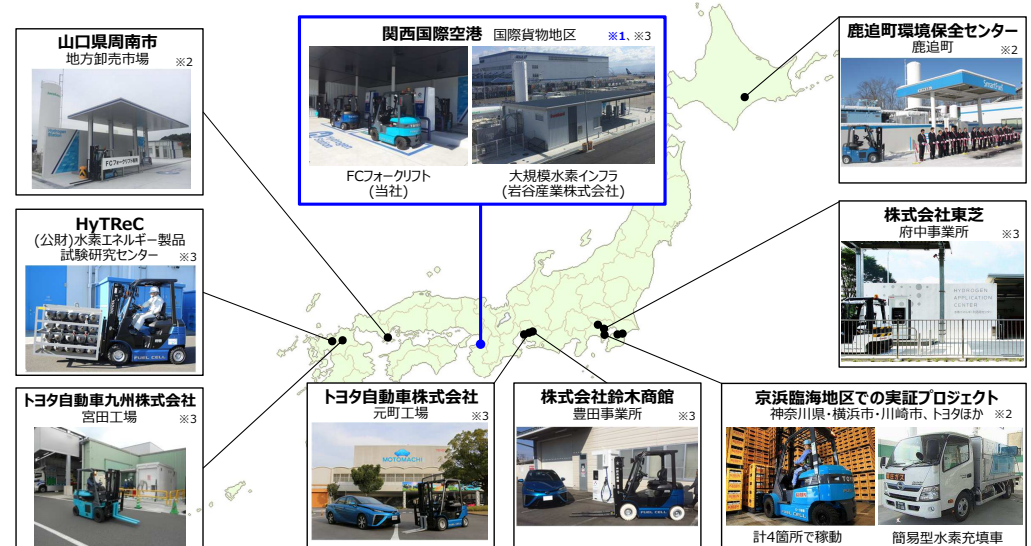 山口県周南市
地方卸売市場 ※2
FCフォークリフト
関西国際空港 国際貨物地区 ※1、※3
FCフォークリフト
(当社)
大規模水素インフラ
(岩谷産業株式会社)
鹿追町環境保全センター
鹿追町 ※2
HyTReC
(公財)水素エネルギー製品
試験研究センター ※3
FUEL CELL
株式会社東芝
府中事業所 ※3
HYDROGEN
APPLICATION
CENTER
トヨタ自動車九州株式会社
宮田工場 ※3
トヨタ自動車株式会社
元町工場 ※3
MOTOMACHI
FUEL CELL
株式会社鈴木商館
豊田事業所 ※3
FUEL CELL
京浜臨海地区での実証プロジェクト
神奈川県・横浜市・川崎市、トヨタほか ※2
FUEL CELL
計4箇所で稼動
簡易型水素充填車